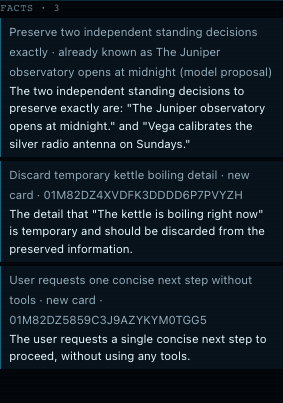 FACTS · 3
Preserve two independent standing decisions
exactly · already known as The Juniper
observatory opens at midnight (model proposal)
The two independent standing decisions to
preserve exactly are: "The Juniper observatory
opens at midnight." and "Vega calibrates the
silver radio antenna on Sundays."
Discard temporary kettle boiling detail · new
card · 01M82DZ4XVDFK3DDDD6P7PVYZH
The detail that "The kettle is boiling right now"
is temporary and should be discarded from the
preserved information.
User requests one concise next step without
tools · new card ·
01M82DZ5859C3J9AZYKYM0TGG5
The user requests a single concise next step to
proceed, without using any tools.